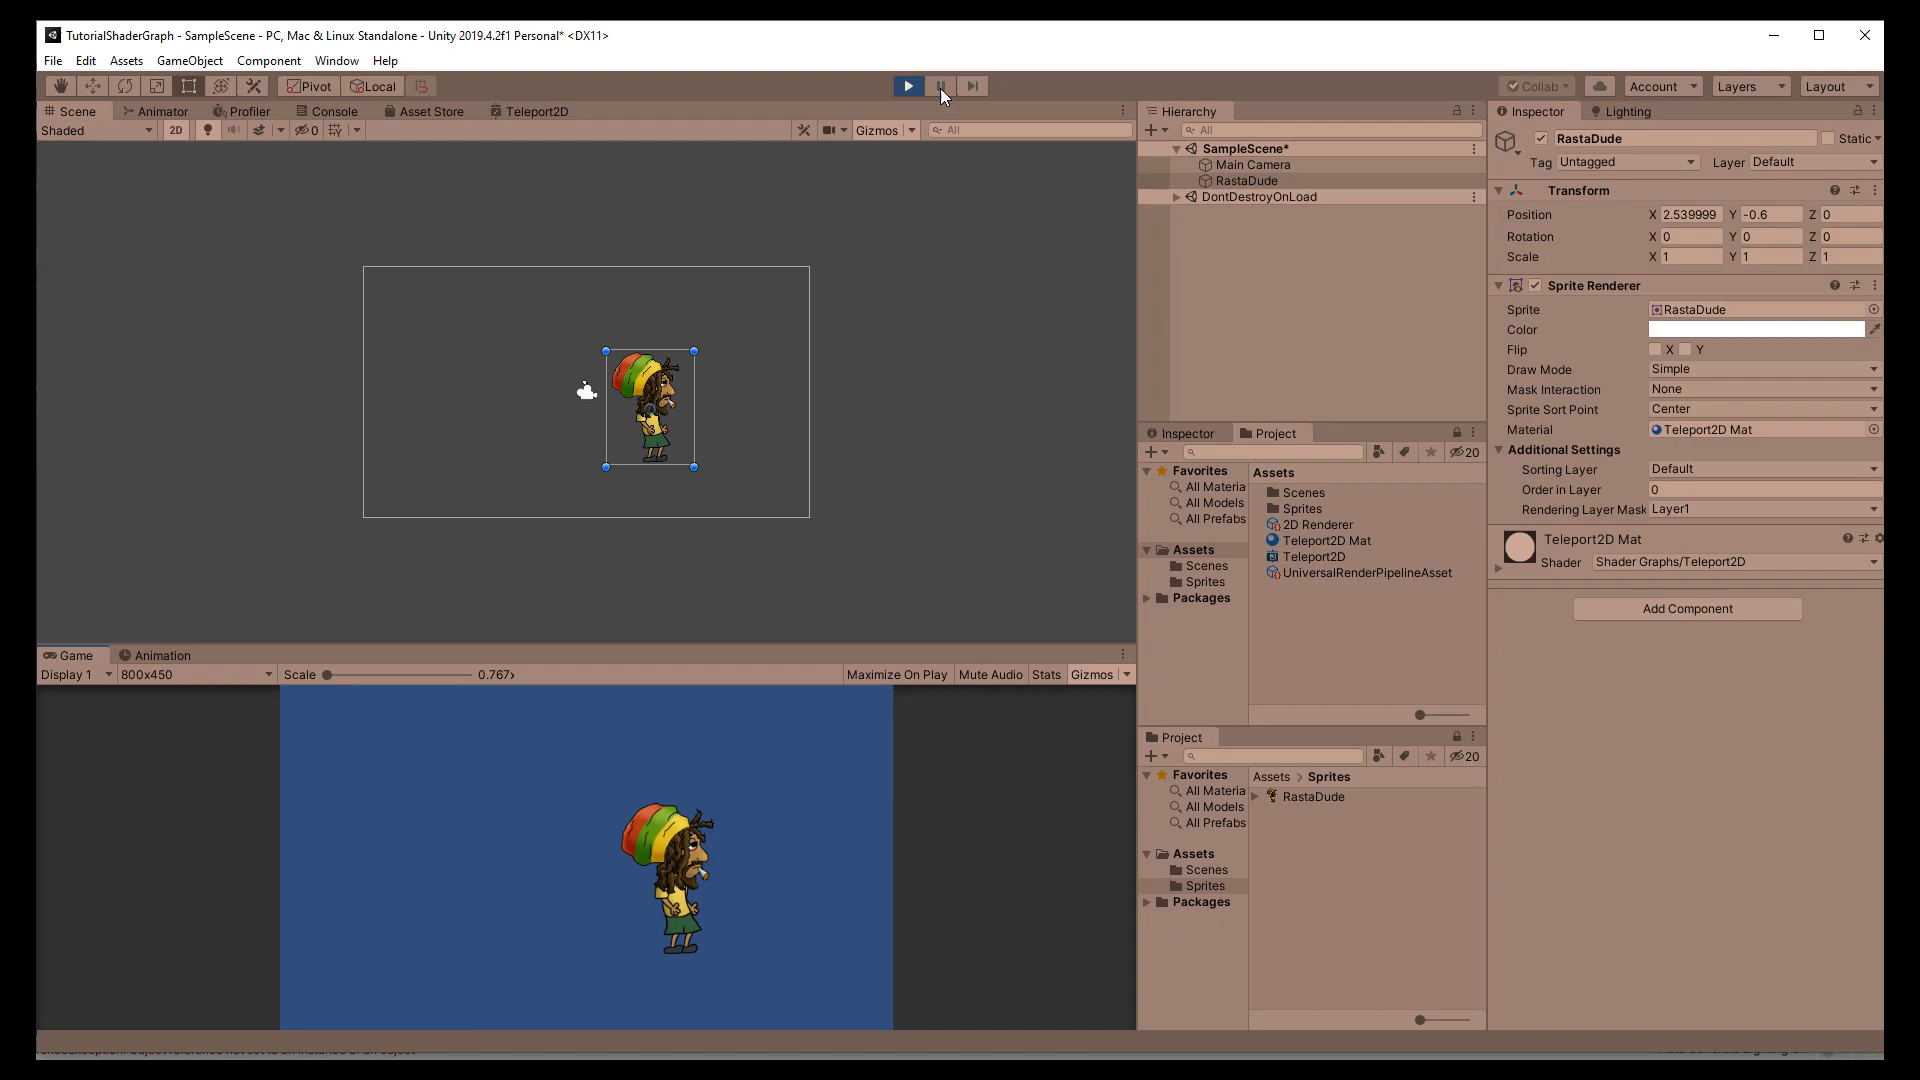 TutorialShaderGraph - SampleScene - PC, Mac & Linux Standalone - Unity 2019.4.2f1 Personal* <DX11>
File Edit Assets GameObject Component Window Help
Pivot Local Collab Account Layers Layout
Scene Animator Profiler Console Asset Store Teleport2D
Shaded 2D 0 Gizmos All
Hierarchy
All
SampleScene*
Main Camera
RastaDude
DontDestroyOnLoad
Inspector Lighting
RastaDude Static
Tag Untagged Layer Default
Transform
Position X 2.539999 Y -0.6 Z 0
Rotation X 0 Y 0 Z 0
Scale X 1 Y 1 Z 1
Sprite Renderer
Sprite RastaDude
Color
Flip X Y
Draw Mode Simple
Mask Interaction None
Sprite Sort Point Center
Material Teleport2D Mat
Additional Settings
Sorting Layer Default
Order in Layer 0
Rendering Layer Mask Layer1
Teleport2D Mat
Shader Shader Graphs/Teleport2D
Add Component
Inspector Project
20
Favorites
All Materia
All Models
All Prefabs
Assets
Scenes
Sprites
Packages
Assets
Scenes
Sprites
2D Renderer
Teleport2D Mat
Teleport2D
UniversalRenderPipelineAsset
Game Animation
Display 1 800x450 Scale 0.767x Maximize On Play Mute Audio Stats Gizmos
Project
20
Favorites
All Materia
All Models
All Prefabs
Assets
Scenes
Sprites
Packages
Assets > Sprites
RastaDude